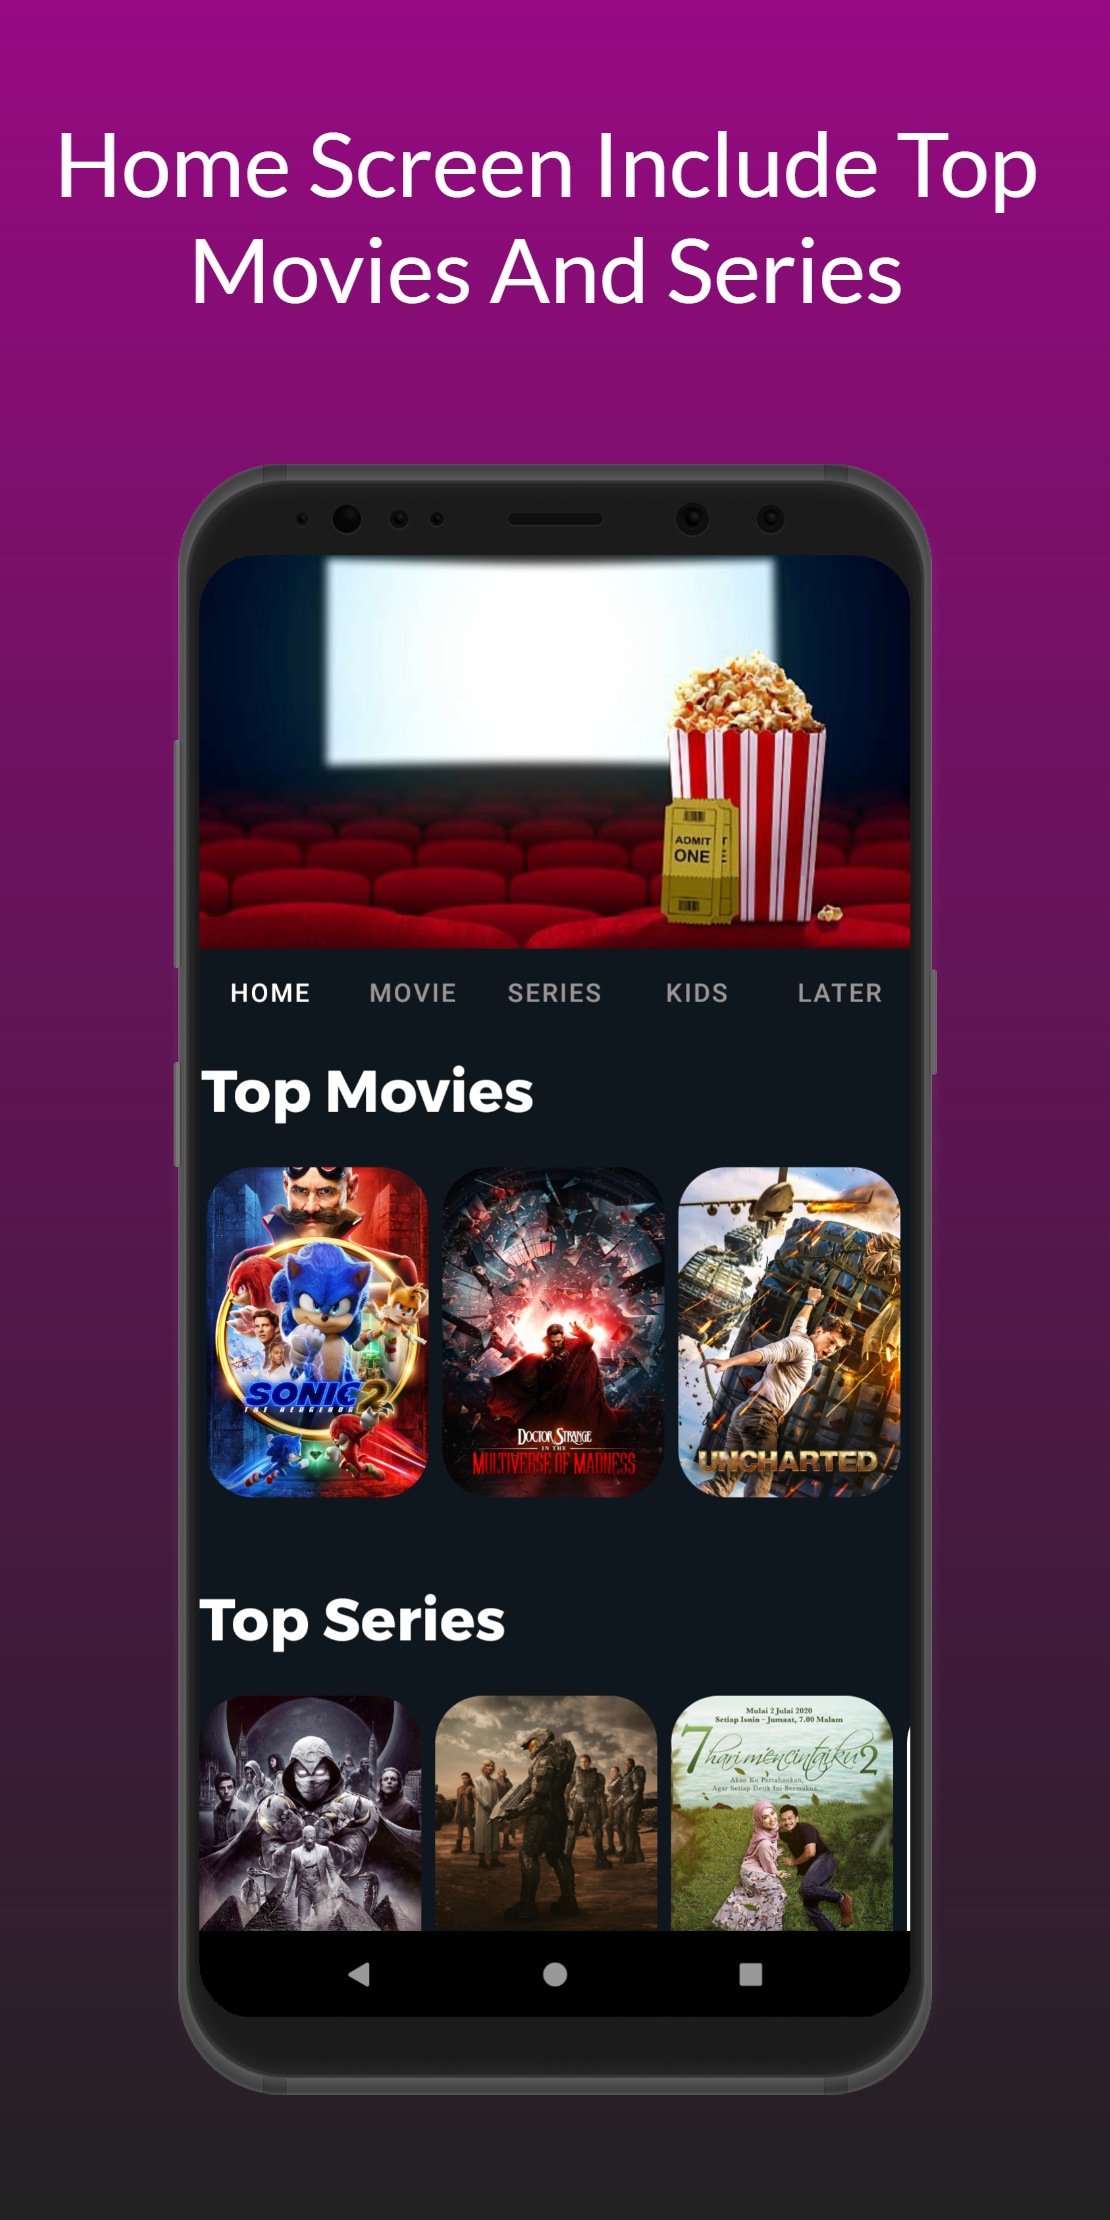 Home Screen Include Top
Movies And Series
ADMIT
ONE
HOME MOVIE SERIES KIDS LATER
Top Movies
SONIC 2
THE HEDGEHOG
DOCTOR STRANGE
IN THE
MULTIVERSE OF MADNESS
UNCHARTED
Top Series
Mulai 2 Julai 2020
Setiap Isnin – Jumaat, 7.00 Malam
7 hari mencintaiku 2
Akan Ku Pertahankan,
Agar Setiap Detik Ini Bermakna...